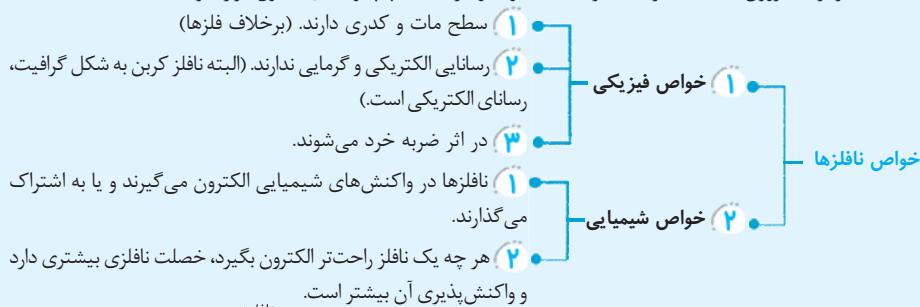 خواص نافلزها
۱ خواص فیزیکی
۱ سطح مات و کدری دارند. (برخلاف فلزها)
۲ رسانایی الکتریکی و گرمایی ندارند. (البته نافلز کربن به شکل گرافیت،
رسانای الکتریکی است.)
۳ در اثر ضربه خرد می‌شوند.
۲ خواص شیمیایی
۱ نافلزها در واکنش‌های شیمیایی الکترون می‌گیرند و یا به اشتراک
می‌گذارند.
۲ هر چه یک نافلز راحت‌تر الکترون بگیرد، خصلت نافلزی بیشتری دارد
و واکنش‌پذیری آن بیشتر است.